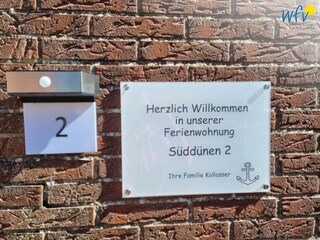 wfv
2
Herzlich Willkommen
in unserer
Ferienwohnung
Süddünen 2
Ihre Familie Kollosser